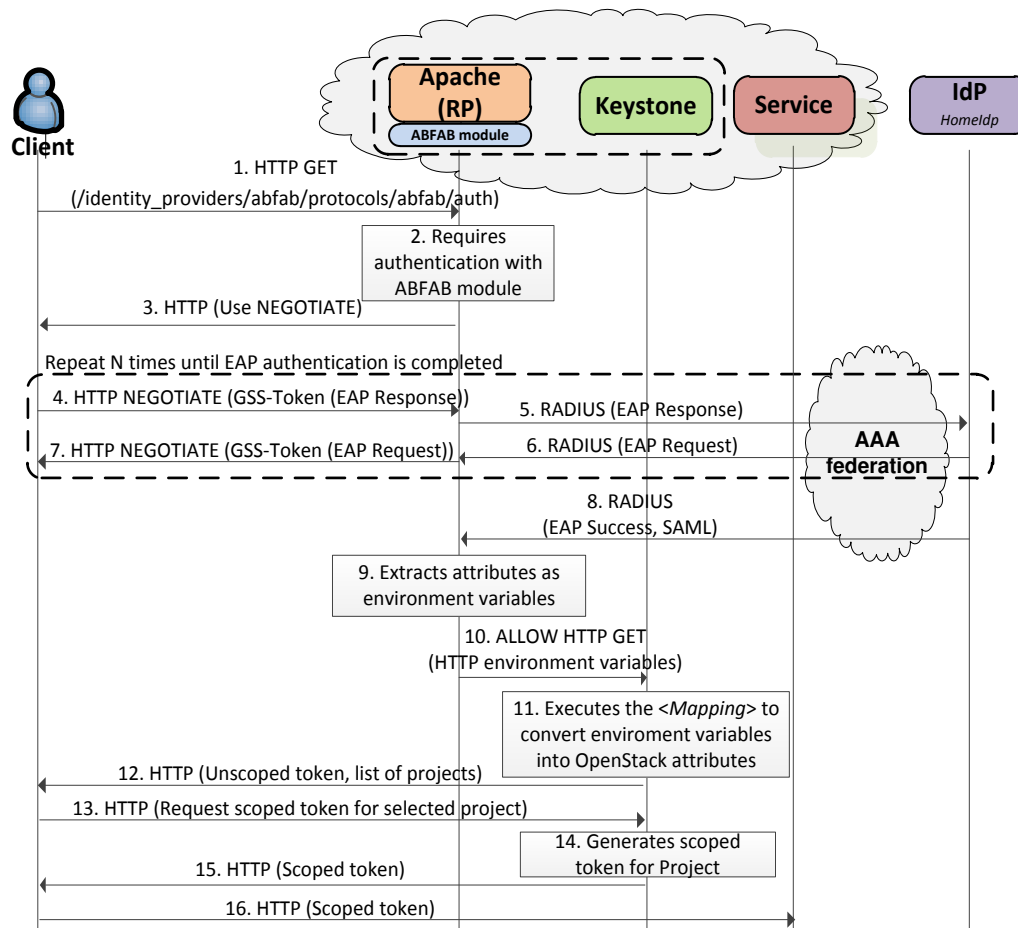 Apache
(RP)
ABFAB module
Keystone
Service
IdP
HomeIdp
Client
1. HTTP GET
(/identity_providers/abfab/protocols/abfab/auth)
2. Requires
authentication with
ABFAB module
3. HTTP (Use NEGOTIATE)
Repeat N times until EAP authentication is completed
4. HTTP NEGOTIATE (GSS-Token (EAP Response))
5. RADIUS (EAP Response)
6. RADIUS (EAP Request)
7. HTTP NEGOTIATE (GSS-Token (EAP Request))
AAA
federation
8. RADIUS
(EAP Success, SAML)
9. Extracts attributes as
environment variables
10. ALLOW HTTP GET
(HTTP environment variables)
11. Executes the <Mapping> to
convert enviroment variables
into OpenStack attributes
12. HTTP (Unscoped token, list of projects)
13. HTTP (Request scoped token for selected project)
14. Generates scoped
token for Project
15. HTTP (Scoped token)
16. HTTP (Scoped token)